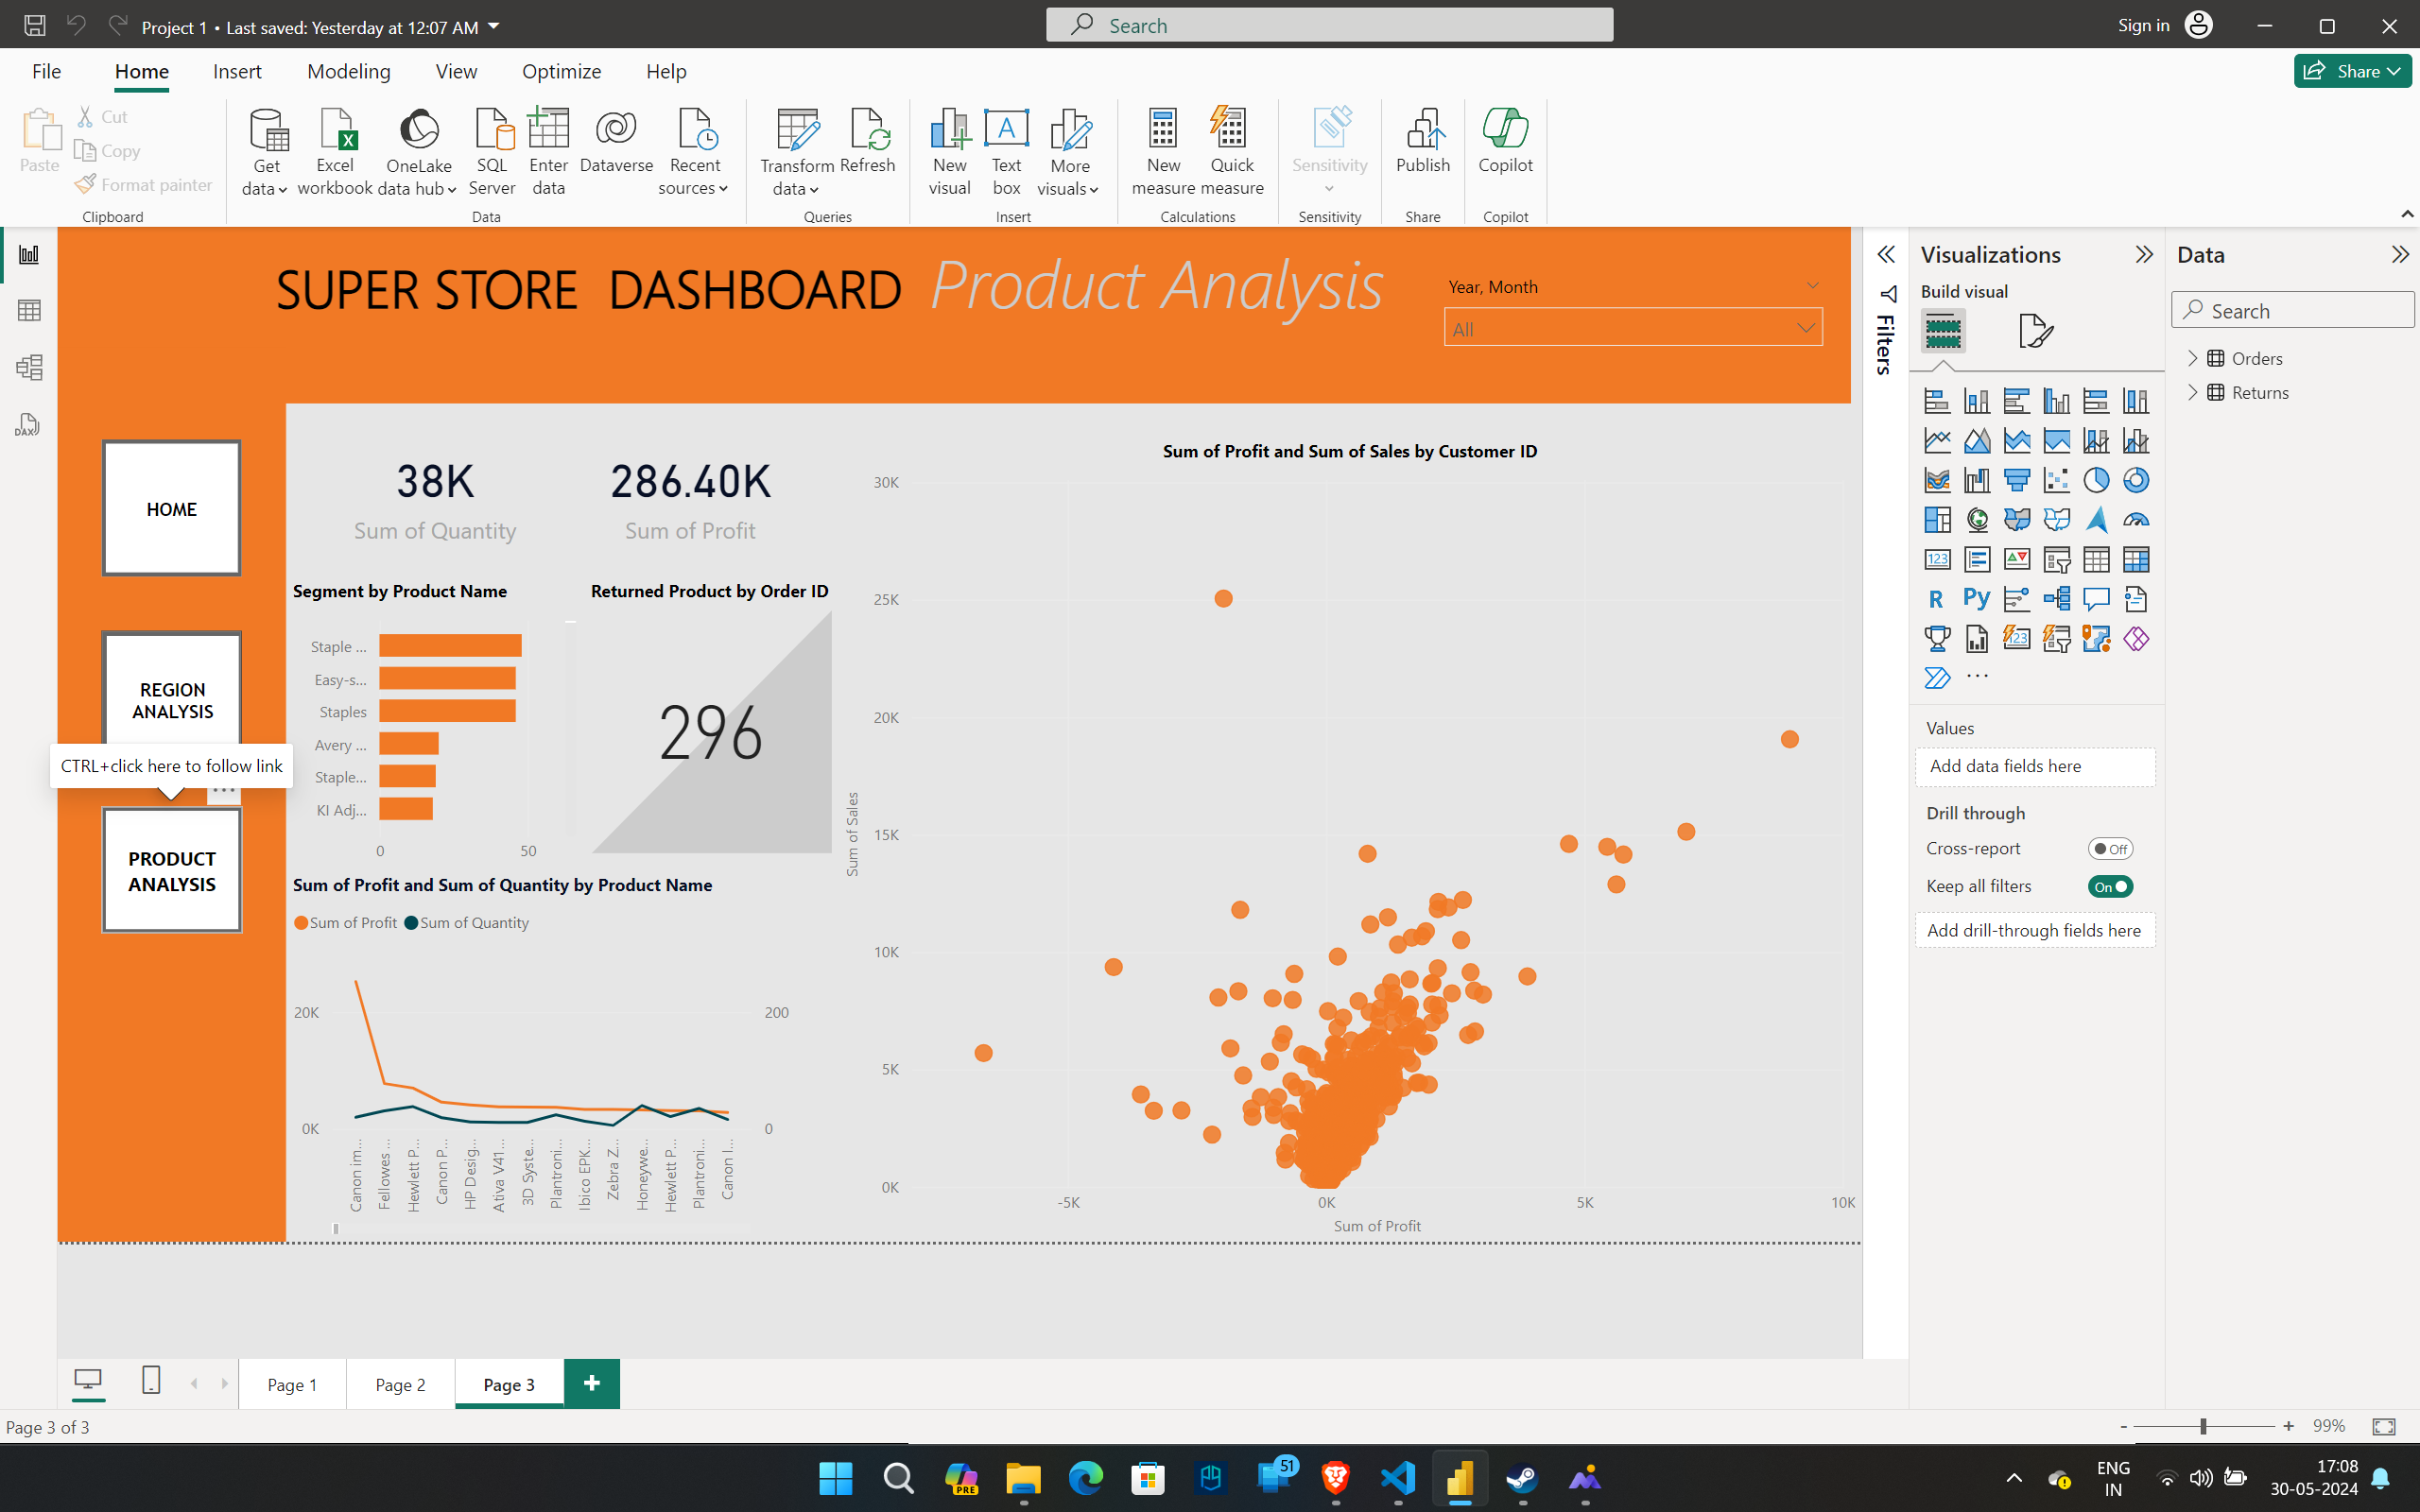 Project 1 • Last saved: Yesterday at 12:07 AM
Search
Sign in
File Home Insert Modeling View Optimize Help
Share
Paste
Cut
Copy
Format painter
Clipboard
Get data
Excel workbook
OneLake data hub
SQL Server
Enter data
Dataverse
Recent sources
Data
Transform data
Refresh
Queries
New visual
Text box
More visuals
Insert
New measure
Quick measure
Calculations
Sensitivity
Sensitivity
Publish
Share
Copilot
Copilot
SUPER STORE DASHBOARD Product Analysis
Year, Month
All
HOME
REGION
ANALYSIS
CTRL+click here to follow link
PRODUCT
ANALYSIS
38K
Sum of Quantity
286.40K
Sum of Profit
Segment by Product Name
Staple ...
Easy-s...
Staples
Avery ...
Staple...
KI Adj...
0 50
Returned Product by Order ID
296
Sum of Profit and Sum of Quantity by Product Name
Sum of Profit Sum of Quantity
20K 200
0K 0
Canon im...
Fellowes ...
Hewlett P...
Canon P...
HP Desig...
Ativa V41...
3D Syste...
Plantroni...
Ibico EPK...
Zebra Z...
Honeywe...
Hewlett P...
Plantroni...
Canon I...
Sum of Profit and Sum of Sales by Customer ID
30K
25K
20K
15K
10K
5K
0K
Sum of Sales
-5K 0K 5K 10K
Sum of Profit
Filters
Visualizations
Build visual
123
R Py
123
Values
Add data fields here
Drill through
Cross-report Off
Keep all filters On
Add drill-through fields here
Data
Search
Orders
Returns
DAX
Page 1 Page 2 Page 3 +
Page 3 of 3
- + 99%
PRE
51
ENG
IN
17:08
30-05-2024